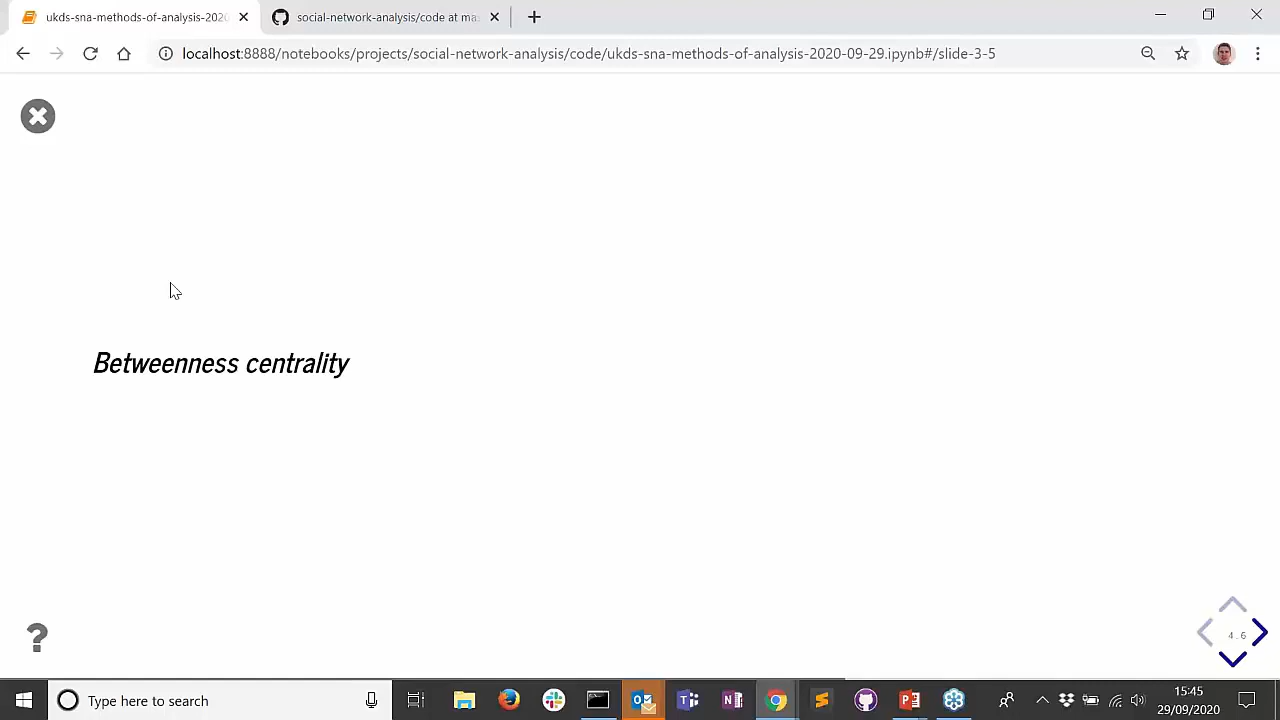 ukds-sna-methods-of-analysis-2020
social-network-analysis/code at ma
localhost:8888/notebooks/projects/social-network-analysis/code/ukds-sna-methods-of-analysis-2020-09-29.ipynb#/slide-3-5
Betweenness centrality
?
4.6
Type here to search
15:45
29/09/2020